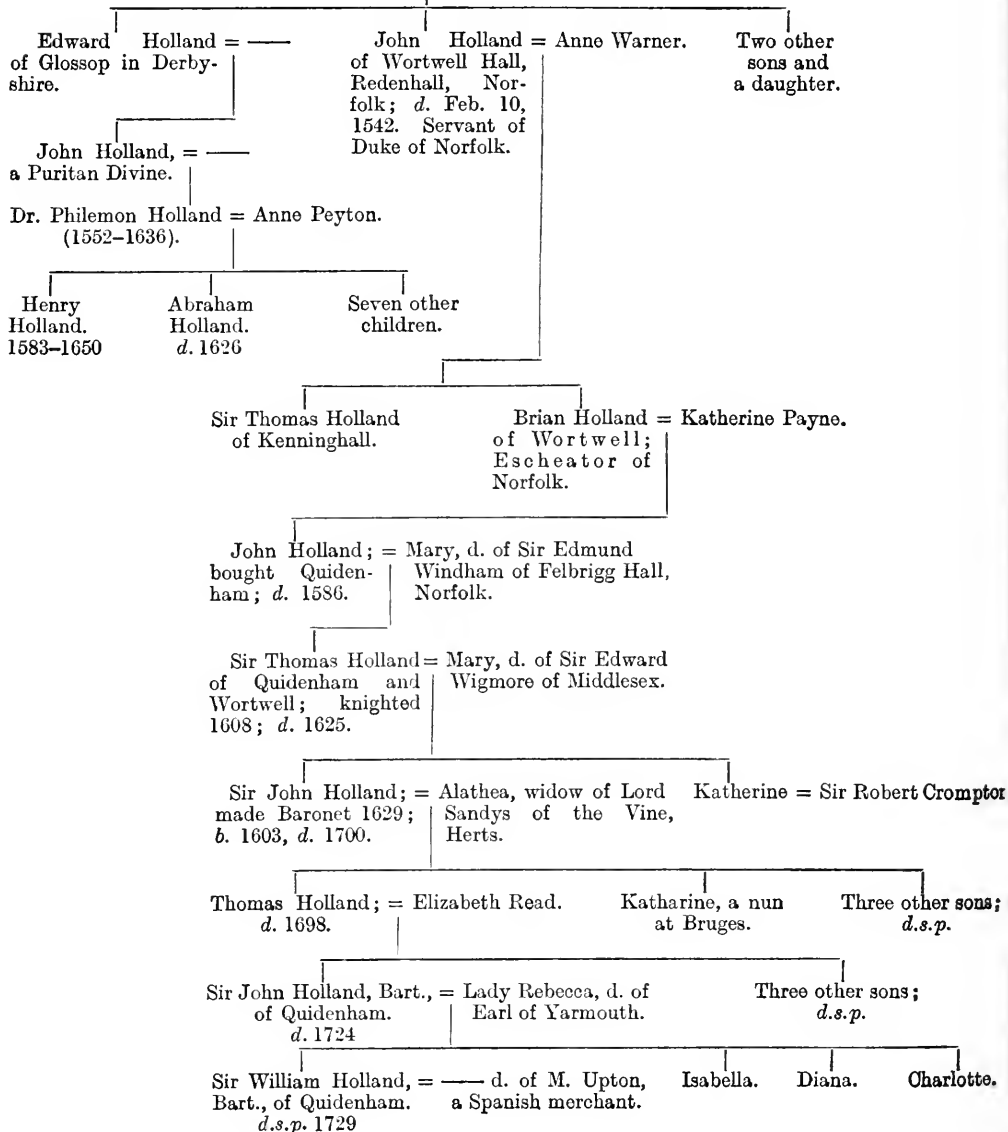 Edward Holland = —
of Glossop in Derby-
shire.
John Holland = Anne Warner.
of Wortwell Hall,
Redenhall, Nor-
folk; d. Feb. 10,
1542. Servant of
Duke of Norfolk.
Two other
sons and
a daughter.
John Holland, = —
a Puritan Divine.
Dr. Philemon Holland = Anne Peyton.
(1552–1636).
Henry
Holland.
1583–1650
Abraham
Holland.
d. 1626
Seven other
children.
Sir Thomas Holland
of Kenninghall.
Brian Holland = Katherine Payne.
of Wortwell;
Escheator of
Norfolk.
John Holland; = Mary, d. of Sir Edmund
bought Quiden- Windham of Felbrigg Hall,
ham; d. 1586. Norfolk.
Sir Thomas Holland = Mary, d. of Sir Edward
of Quidenham and Wigmore of Middlesex.
Wortwell; knighted
1608; d. 1625.
Sir John Holland; = Alathea, widow of Lord
made Baronet 1629; Sandys of the Vine,
b. 1603, d. 1700. Herts.
Katherine = Sir Robert Crompton
Thomas Holland; = Elizabeth Read.
d. 1698.
Katharine, a nun
at Bruges.
Three other sons;
d.s.p.
Sir John Holland, Bart., = Lady Rebecca, d. of
of Quidenham. Earl of Yarmouth.
d. 1724
Three other sons;
d.s.p.
Sir William Holland, = — d. of M. Upton,
Bart., of Quidenham. a Spanish merchant.
d.s.p. 1729
Isabella.
Diana.
Charlotte.